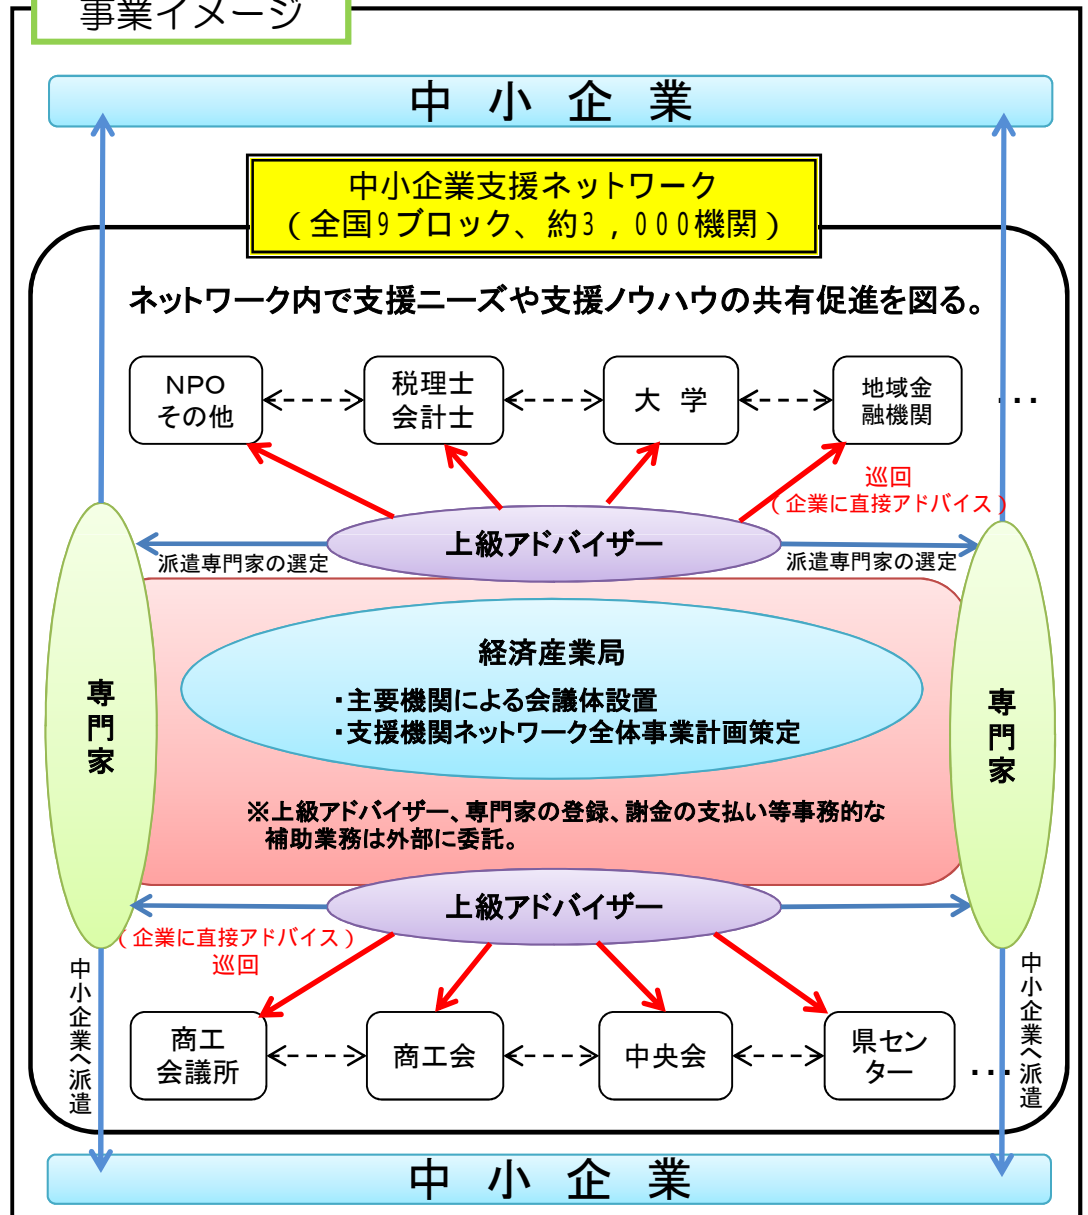 事業イメージ
中 小 企 業
中小企業支援ネットワーク
（全国9ブロック、約3,000機関）
ネットワーク内で支援ニーズや支援ノウハウの共有促進を図る。
NPO
その他
税理士
会計士
大 学
地域金
融機関
･･･
巡回
（企業に直接アドバイス）
上級アドバイザー
派遣専門家の選定
派遣専門家の選定
専門家
専門家
経済産業局
・主要機関による会議体設置
・支援機関ネットワーク全体事業計画策定
※上級アドバイザー、専門家の登録、謝金の支払い等事務的な
補助業務は外部に委託。
上級アドバイザー
（企業に直接アドバイス）
巡回
中小企業へ派遣
中小企業へ派遣
商工
会議所
商工会
中央会
県セン
ター
･･･
中 小 企 業